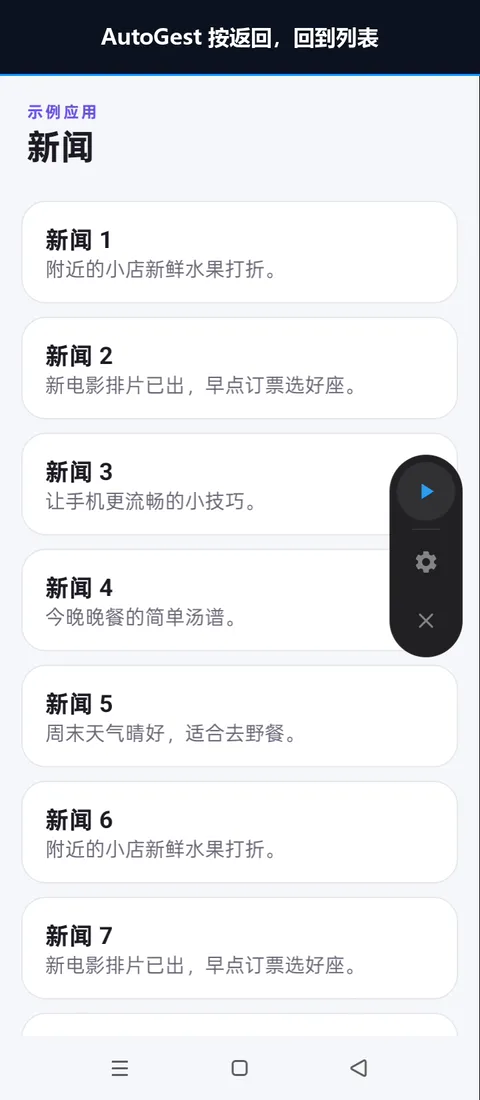 AutoGest 按返回，回到列表
示例应用
新闻
新闻 1
附近的小店新鲜水果打折。
新闻 2
新电影排片已出，早点订票选好座。
新闻 3
让手机更流畅的小技巧。
新闻 4
今晚晚餐的简单汤谱。
新闻 5
周末天气晴好，适合去野餐。
新闻 6
附近的小店新鲜水果打折。
新闻 7
新电影排片已出，早点订票选好座。